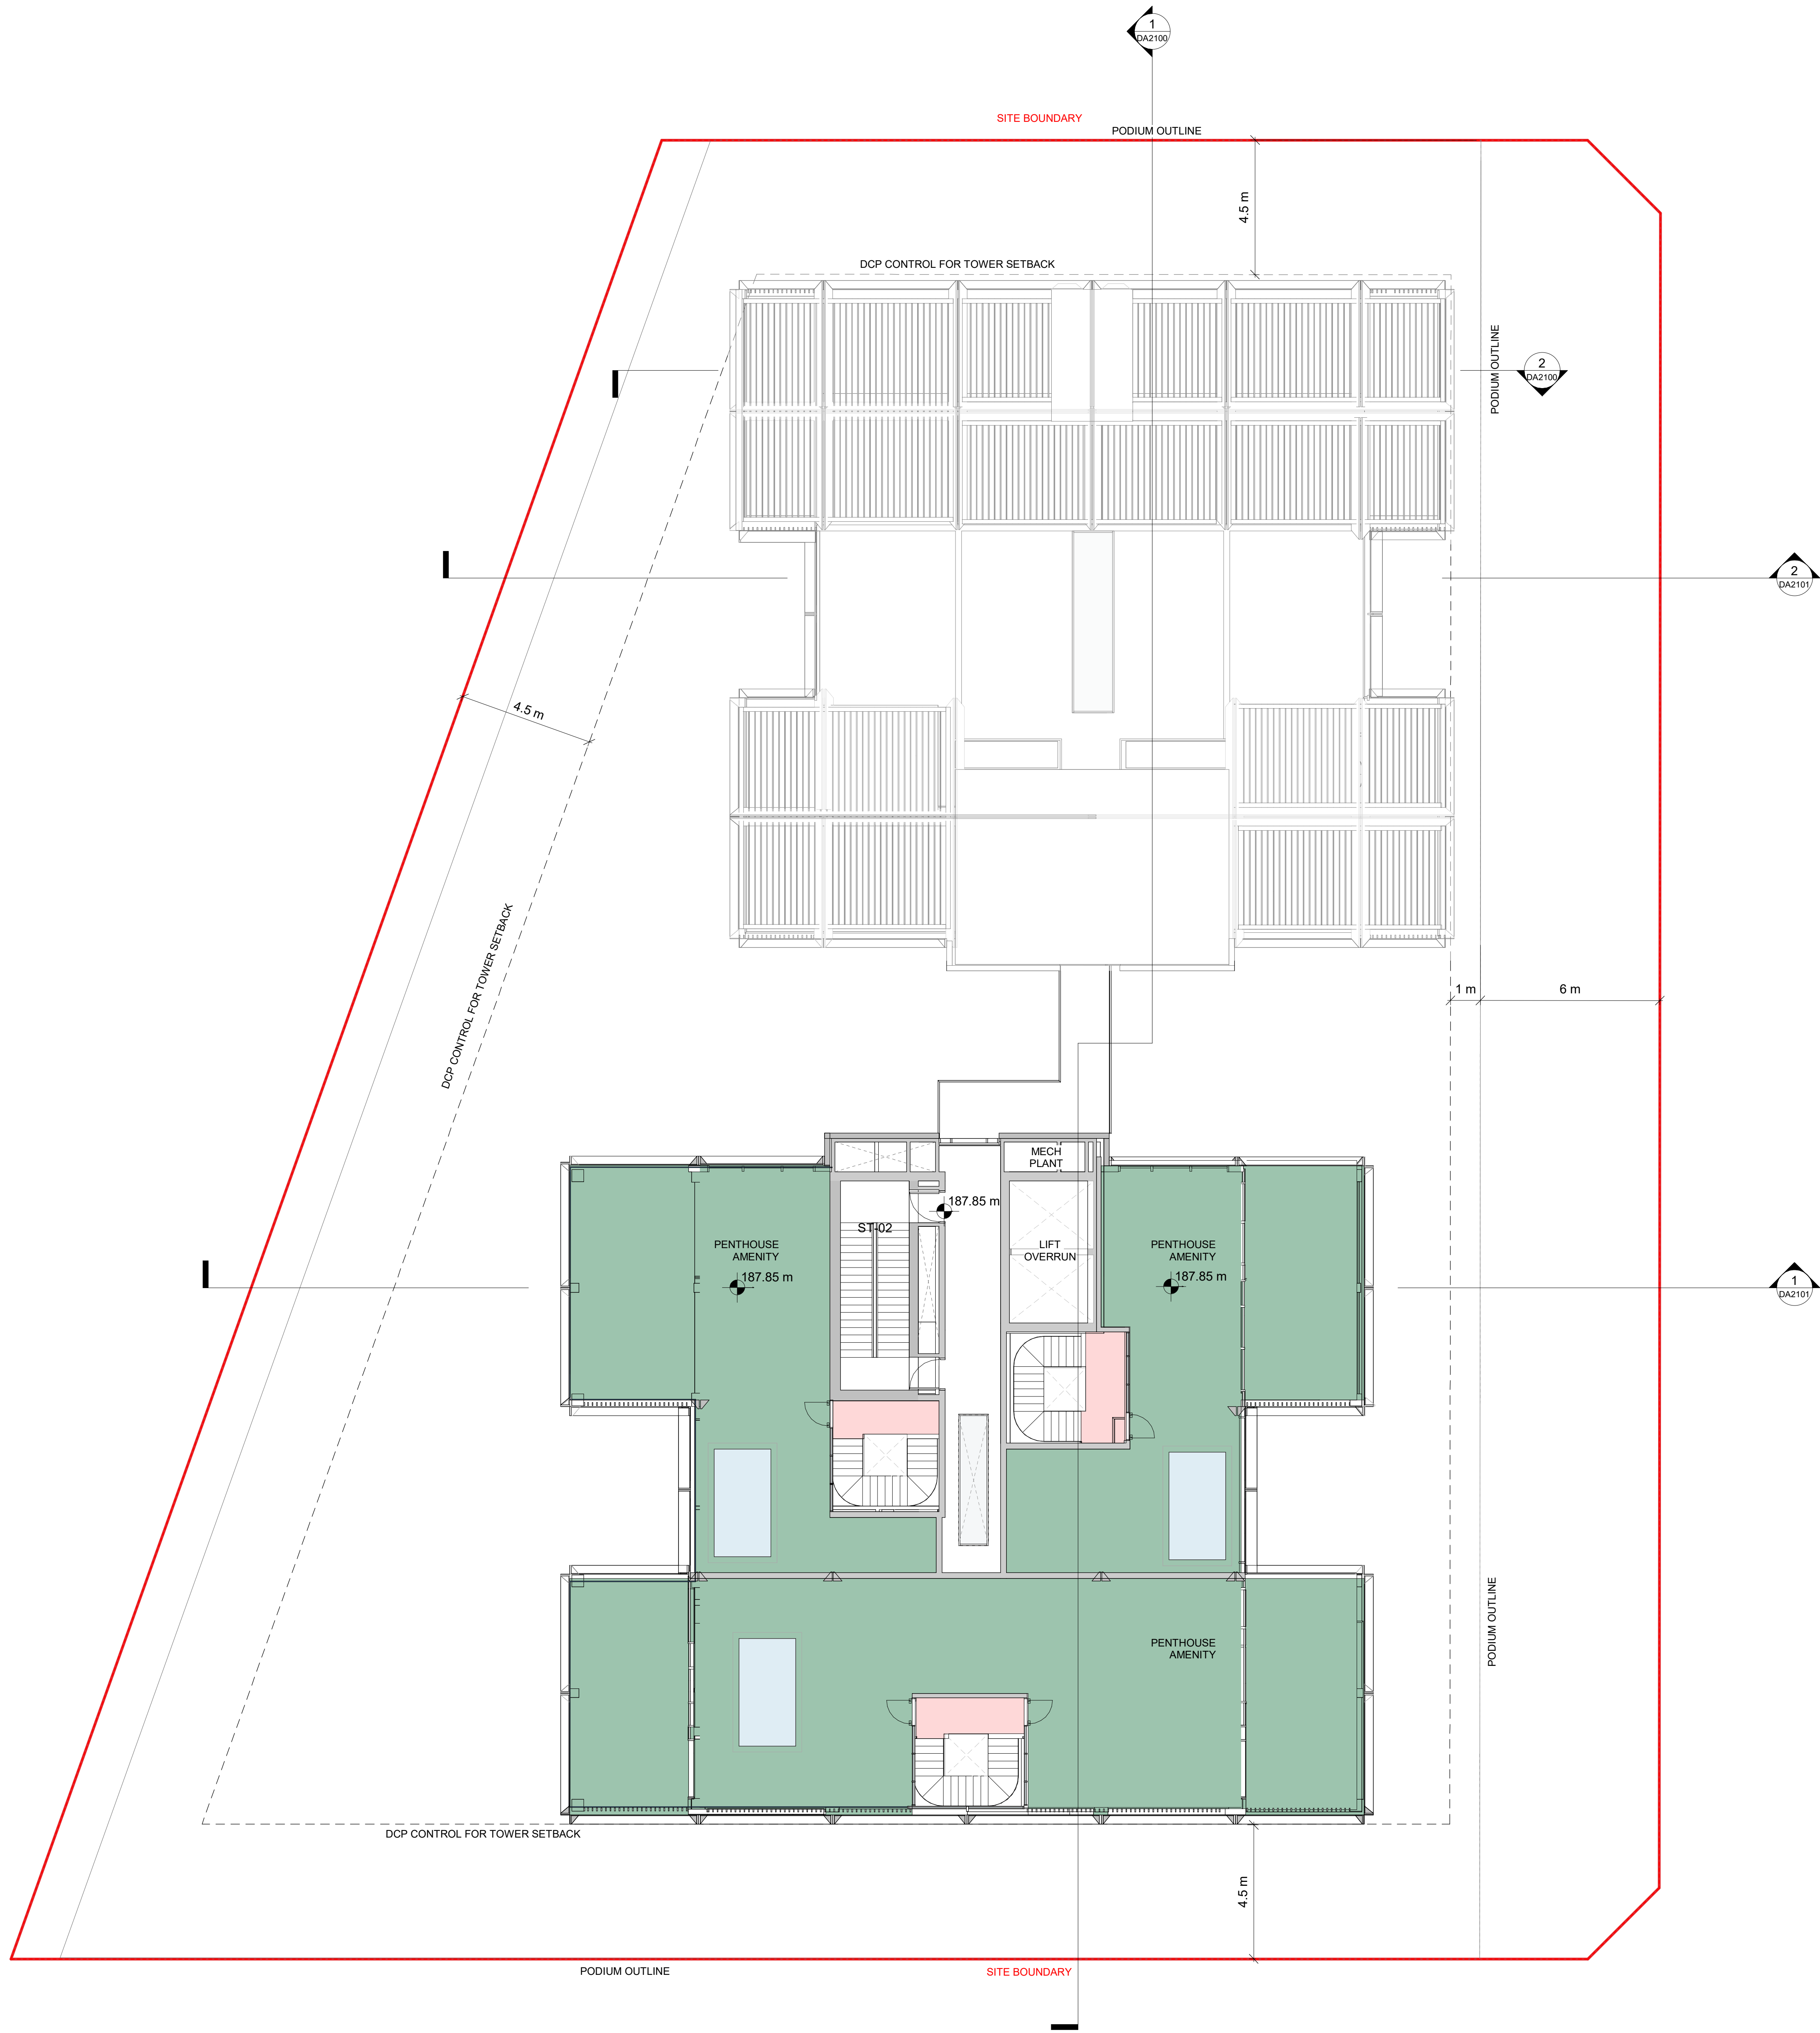 1
DA2100
SITE BOUNDARY
PODIUM OUTLINE
4.5 m
DCP CONTROL FOR TOWER SETBACK
PODIUM OUTLINE
2
DA2100
2
DA2101
4.5 m
DCP CONTROL FOR TOWER SETBACK
1 m
6 m
MECH
PLANT
187.85 m
ST-02
PENTHOUSE
AMENITY
187.85 m
LIFT
OVERRUN
PENTHOUSE
AMENITY
187.85 m
1
DA2101
PODIUM OUTLINE
PENTHOUSE
AMENITY
DCP CONTROL FOR TOWER SETBACK
4.5 m
PODIUM OUTLINE
SITE BOUNDARY